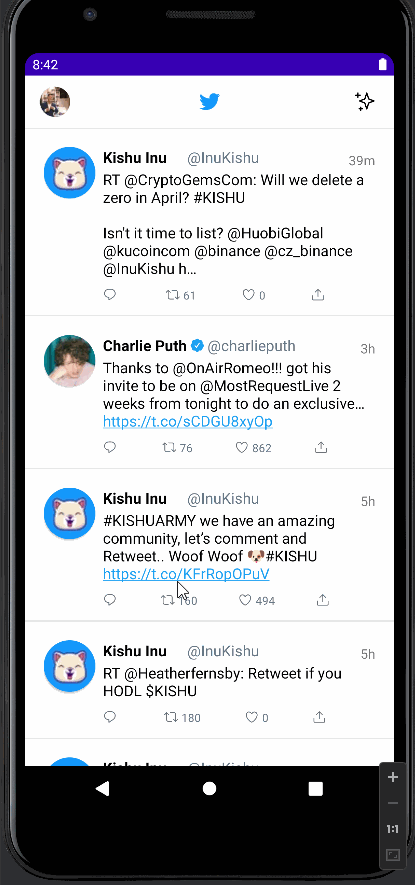 8:42
Kishu Inu @InuKishu 39m
RT @CryptoGemsCom: Will we delete a
zero in April? #KISHU
Isn't it time to list? @HuobiGlobal
@kucoincom @binance @cz_binance
@InuKishu h…
61 0
Charlie Puth @charlieputh 3h
Thanks to @OnAirRomeo!!! got his
invite to be on @MostRequestLive 2
weeks from tonight to do an exclusive…
https://t.co/sCDGU8xyOp
76 862
Kishu Inu @InuKishu 5h
#KISHUARMY we have an amazing
community, let's comment and
Retweet.. Woof Woof 🐶#KISHU
https://t.co/KFrRopOPuV
160 494
Kishu Inu @InuKishu 5h
RT @Heatherfernsby: Retweet if you
HODL $KISHU
180 0
Kishu Inu @InuKishu
1:1